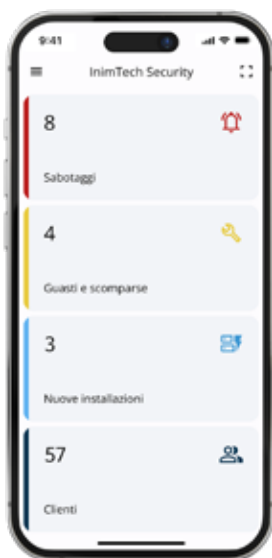 9:41
InimTech Security
8
Sabotaggi
4
Guasti e scomparse
3
Nuove installazioni
57
Clienti